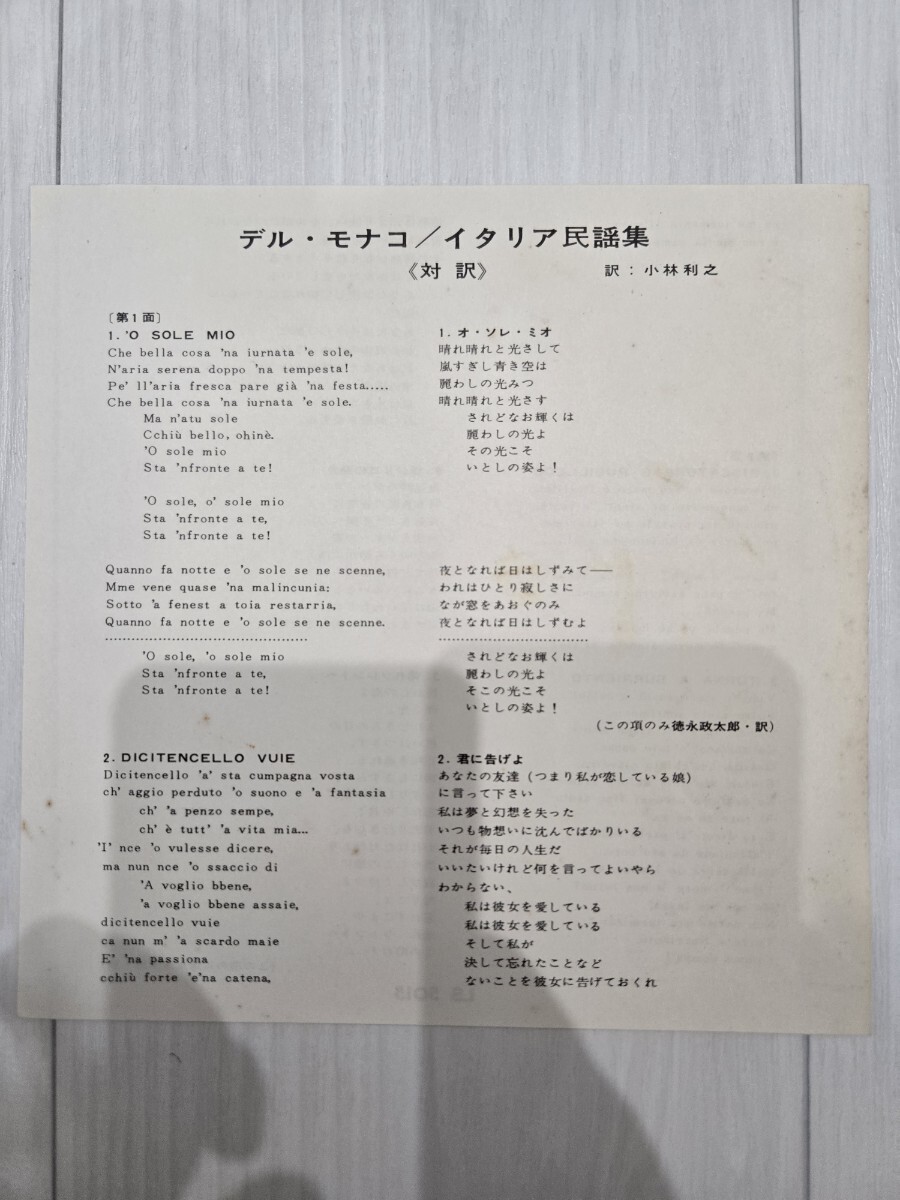 デル・モナコ／イタリア民謡集
《対訳》 訳：小林利之
〔第1面〕
1. 'O SOLE MIO
Che bella cosa 'na iurnata 'e sole,
N'aria serena doppo 'na tempesta!
Pe' ll'aria fresca pare già 'na festa.....
Che bella cosa 'na iurnata 'e sole.
Ma n'atu sole
Cchiù bello, ohinè.
'O sole mio
Sta 'nfronte a te!
'O sole, o' sole mio
Sta 'nfronte a te,
Sta 'nfronte a te!
Quanno fa notte e 'o sole se ne scenne,
Mme vene quase 'na malincunia:
Sotto 'a fenest a toia restarria,
Quanno fa notte e 'o sole se ne scenne.
..................................................
'O sole, 'o sole mio
Sta 'nfronte a te,
Sta 'nfronte a te!
1. オ・ソレ・ミオ
晴れ晴れと光さして
嵐すぎし青き空は
麗わしの光みつ
晴れ晴れと光さす
されどなお輝くは
麗わしの光よ
その光こそ
いとしの姿よ！
夜となれば日はしずみて──
われはひとり寂しさに
なが窓をあおぐのみ
夜となれば日はしずむよ
.....................................
されどなお輝くは
麗わしの光よ
そこの光こそ
いとしの姿よ！
(この項のみ徳永政太郎・訳)
2. DICITENCELLO VUIE
Dicitencello 'a' sta cumpagna vosta
ch' aggio perduto 'o suono e 'a fantasia
ch' 'a penzo sempe,
ch' è tutt' 'a vita mia...
'I' nce 'o vulesse dicere,
ma nun nce 'o ssaccio di
'A voglio bbene,
'a voglio bbene assaie,
dicitencello vuie
ca nun m' 'a scardo maie
E' 'na passiona
cchiù forte 'e'na catena,
2. 君に告げよ
あなたの友達（つまり私が恋している娘）
に言って下さい
私は夢と幻想を失った
いつも物想いに沈んでばかりいる
それが毎日の人生だ
いいたいけれど何を言ってよいやら
わからない、
私は彼女を愛している
私は彼女を愛している
そして私が
決して忘れたことなど
ないことを彼女に告げておくれ